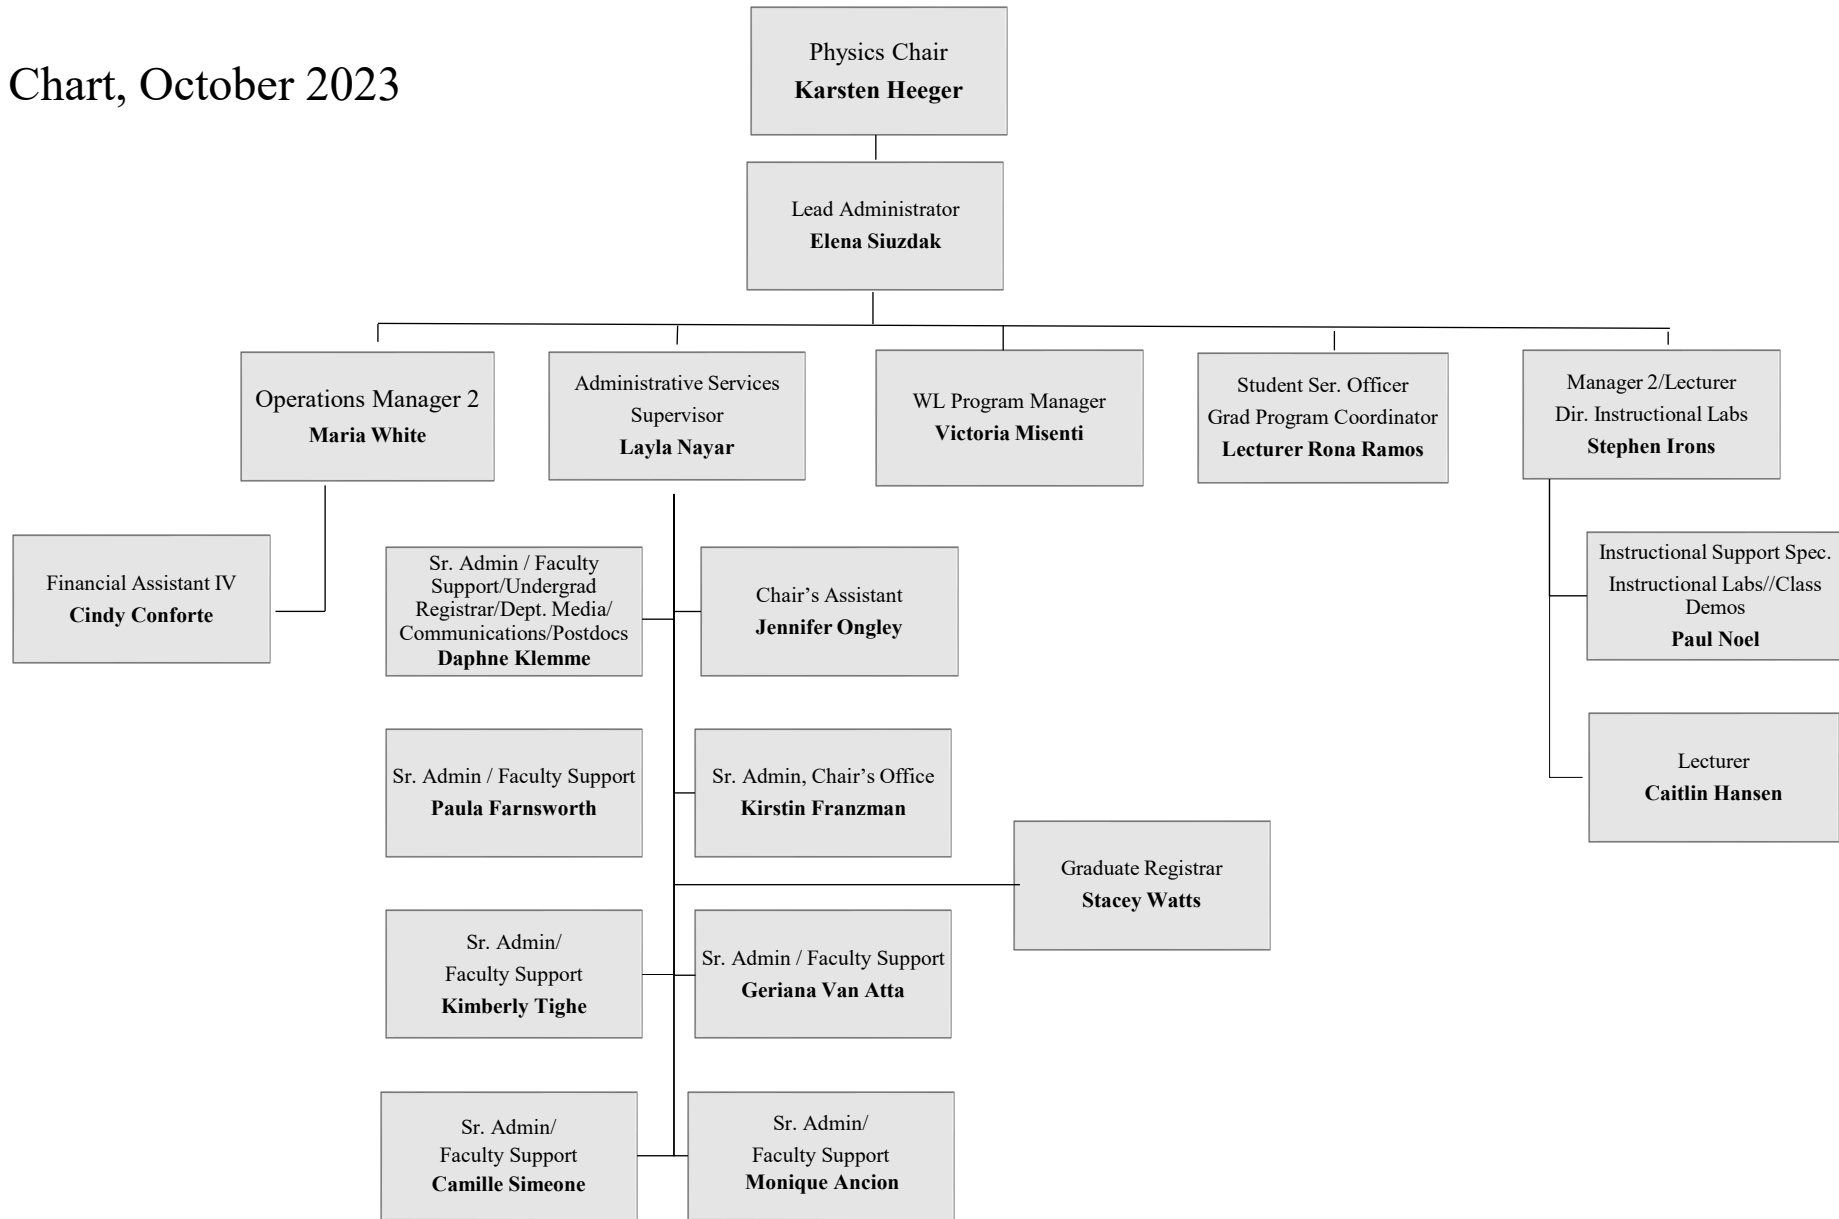 Chart, October 2023
Physics Chair
Karsten Heeger
Lead Administrator
Elena Siuzdak
Operations Manager 2
Maria White
Administrative Services
Supervisor
Layla Nayar
WL Program Manager
Victoria Misenti
Student Ser. Officer
Grad Program Coordinator
Lecturer Rona Ramos
Manager 2/Lecturer
Dir. Instructional Labs
Stephen Irons
Financial Assistant IV
Cindy Conforte
Sr. Admin / Faculty
Support/Undergrad
Registrar/Dept. Media/
Communications/Postdocs
Daphne Klemme
Chair’s Assistant
Jennifer Ongley
Instructional Support Spec.
Instructional Labs//Class
Demos
Paul Noel
Sr. Admin / Faculty Support
Paula Farnsworth
Sr. Admin, Chair’s Office
Kirstin Franzman
Lecturer
Caitlin Hansen
Graduate Registrar
Stacey Watts
Sr. Admin/
Faculty Support
Kimberly Tighe
Sr. Admin / Faculty Support
Geriana Van Atta
Sr. Admin/
Faculty Support
Camille Simeone
Sr. Admin/
Faculty Support
Monique Ancion